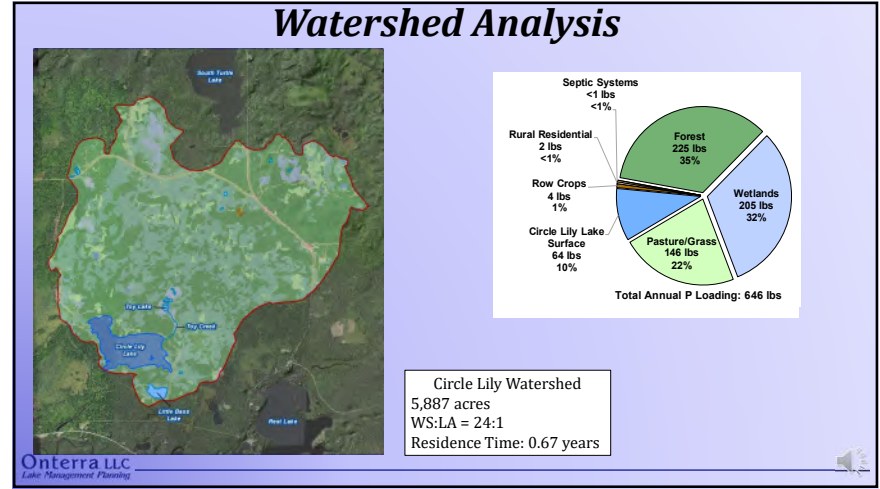 Watershed Analysis
South Turtle
Lake
Toy Lake
Toy Creek
Circle Lily
Lake
Little Bass
Lake
Rest Lake
Septic Systems
<1 lbs
<1%
Rural Residential
2 lbs
<1%
Row Crops
4 lbs
1%
Circle Lily Lake
Surface
64 lbs
10%
Forest
225 lbs
35%
Wetlands
205 lbs
32%
Pasture/Grass
146 lbs
22%
Total Annual P Loading: 646 lbs
Circle Lily Watershed
5,887 acres
WS:LA = 24:1
Residence Time: 0.67 years
Onterra LLC
Lake Management Planning